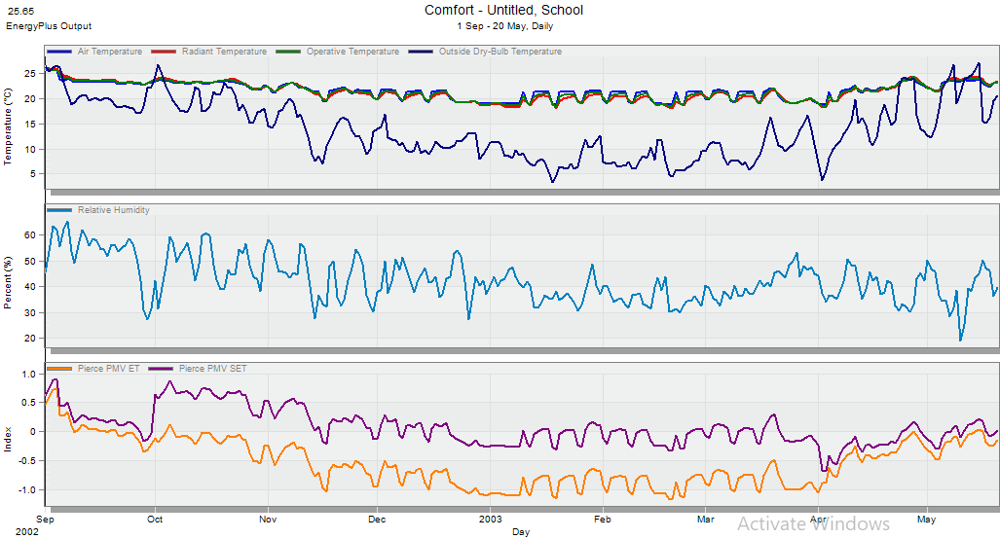 25.65
Comfort - Untitled, School
EnergyPlus Output
1 Sep - 20 May, Daily
Air Temperature Radiant Temperature Operative Temperature Outside Dry-Bulb Temperature
Temperature (°C)
25
20
15
10
5
Relative Humidity
Percent (%)
60
50
40
30
20
Pierce PMV ET Pierce PMV SET
Index
1.0
0.5
0
-0.5
-1.0
Sep Oct Nov Dec 2003 Feb Mar Apr May
2002 Day
Activate Windows